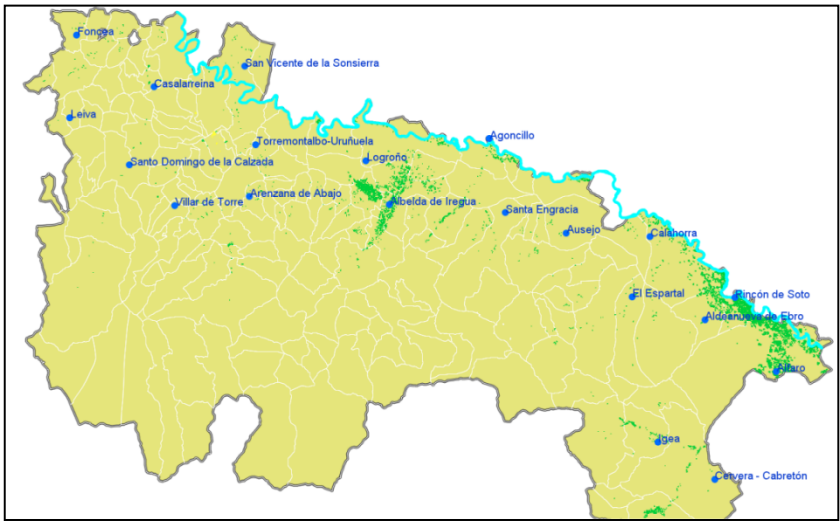 Foncea
San Vicente de la Sonsierra
Casalarreina
Leiva
Agoncillo
Torremontalbo-Uruñuela
Logroño
Santo Domingo de la Calzada
Arenzana de Abajo
Villar de Torre
Albelda de Iregua
Santa Engracia
Ausejo
Calahorra
El Espartal
Rincón de Soto
Aldeanueva de Ebro
Alfaro
Igea
Cervera - Cabretón